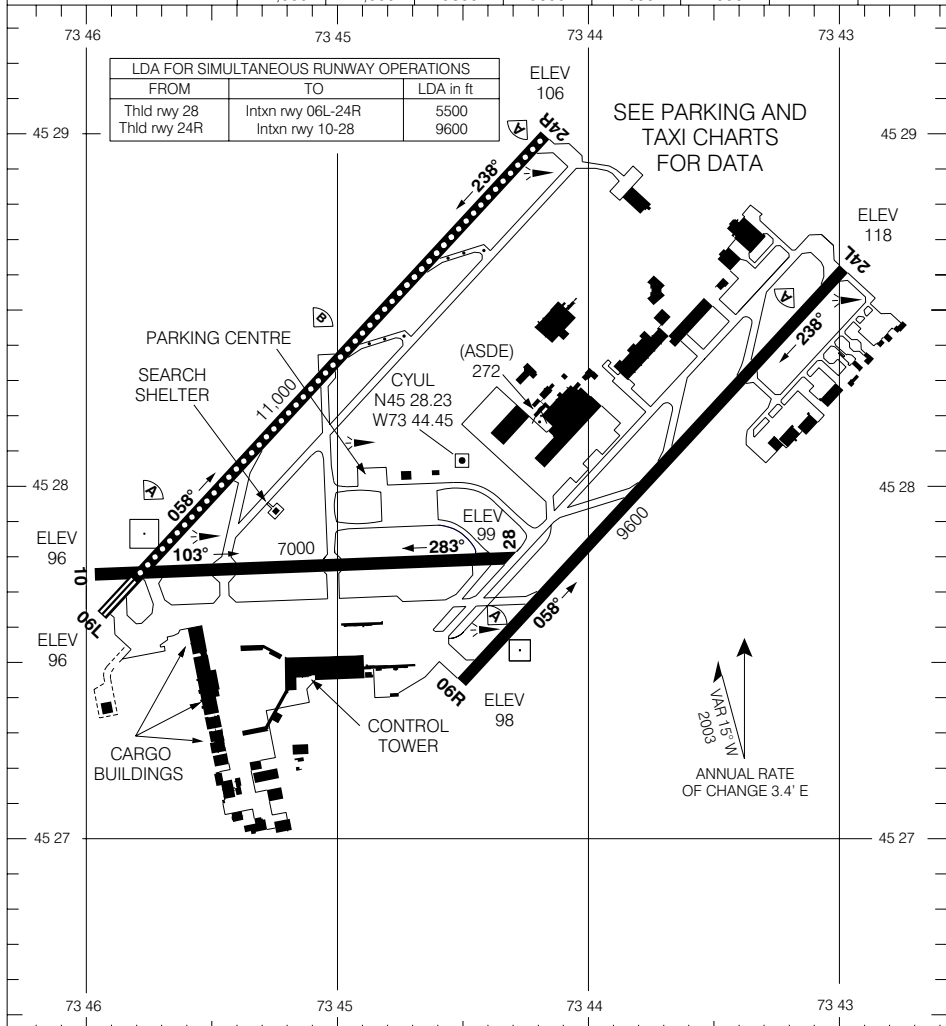 73 46
73 45
73 44
73 43
LDA FOR SIMULTANEOUS RUNWAY OPERATIONS
FROM TO LDA in ft
Thld rwy 28 Intxn rwy 06L-24R 5500
Thld rwy 24R Intxn rwy 10-28 9600
ELEV
106
SEE PARKING AND
TAXI CHARTS
FOR DATA
45 29
45 29
24R
A
238°
ELEV
118
24L
A
238°
B
PARKING CENTRE
SEARCH
SHELTER
(ASDE)
272
CYUL
N45 28.23
W73 44.45
11,000
45 28
45 28
A
058°
ELEV
96
103°
7000
283°
ELEV
99
28
9600
10
06L
ELEV
96
A
058°
06R
ELEV
98
CARGO
BUILDINGS
CONTROL
TOWER
VAR 15° W
2003
ANNUAL RATE
OF CHANGE 3.4' E
45 27
45 27
73 46
73 45
73 44
73 43